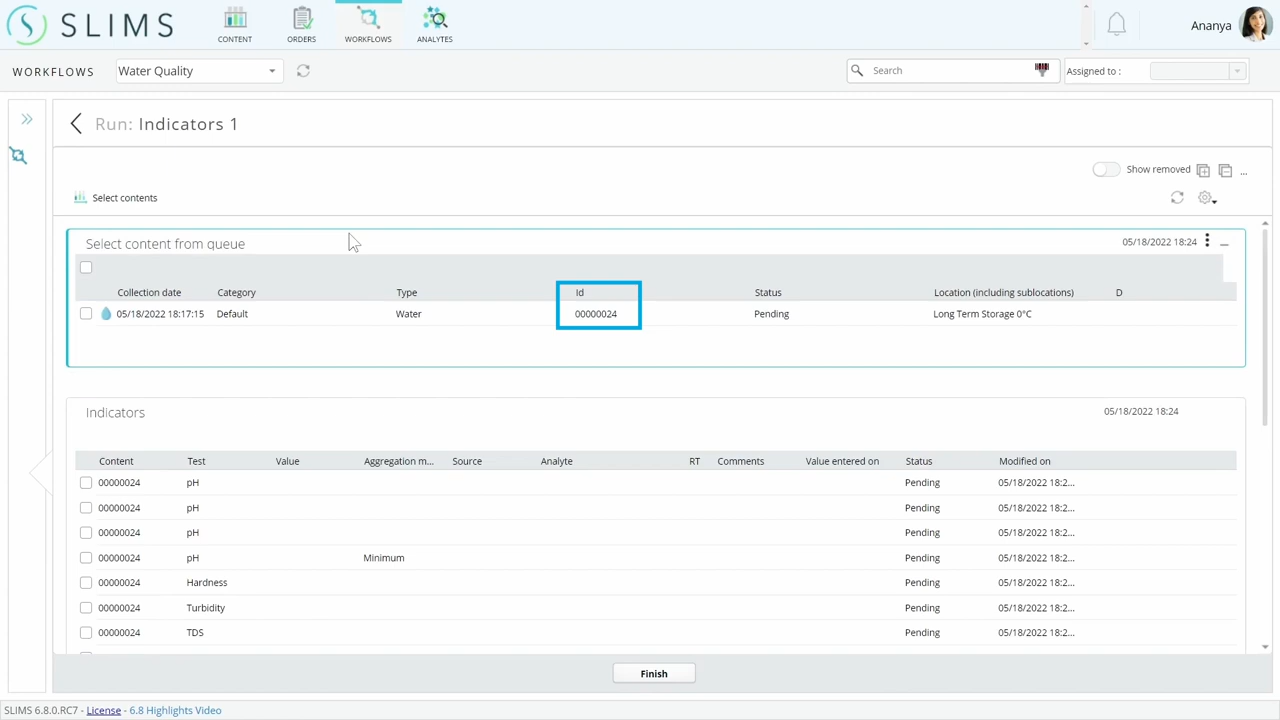 SLIMS
CONTENT ORDERS WORKFLOWS ANALYTES
Ananya
WORKFLOWS Water Quality Search Assigned to :
Run: Indicators 1
Show removed ...
Select contents
Select content from queue 05/18/2022 18:24
Collection date Category Type Id Status Location (including sublocations) D
05/18/2022 18:17:15 Default Water 00000024 Pending Long Term Storage 0°C
Indicators 05/18/2022 18:24
Content Test Value Aggregation m... Source Analyte RT Comments Value entered on Status Modified on
00000024 pH Pending 05/18/2022 18:2...
00000024 pH Pending 05/18/2022 18:2...
00000024 pH Pending 05/18/2022 18:2...
00000024 pH Minimum Pending 05/18/2022 18:2...
00000024 Hardness Pending 05/18/2022 18:2...
00000024 Turbidity Pending 05/18/2022 18:2...
00000024 TDS Pending 05/18/2022 18:2...
Finish
SLIMS 6.8.0.RC7 - License - 6.8 Highlights Video